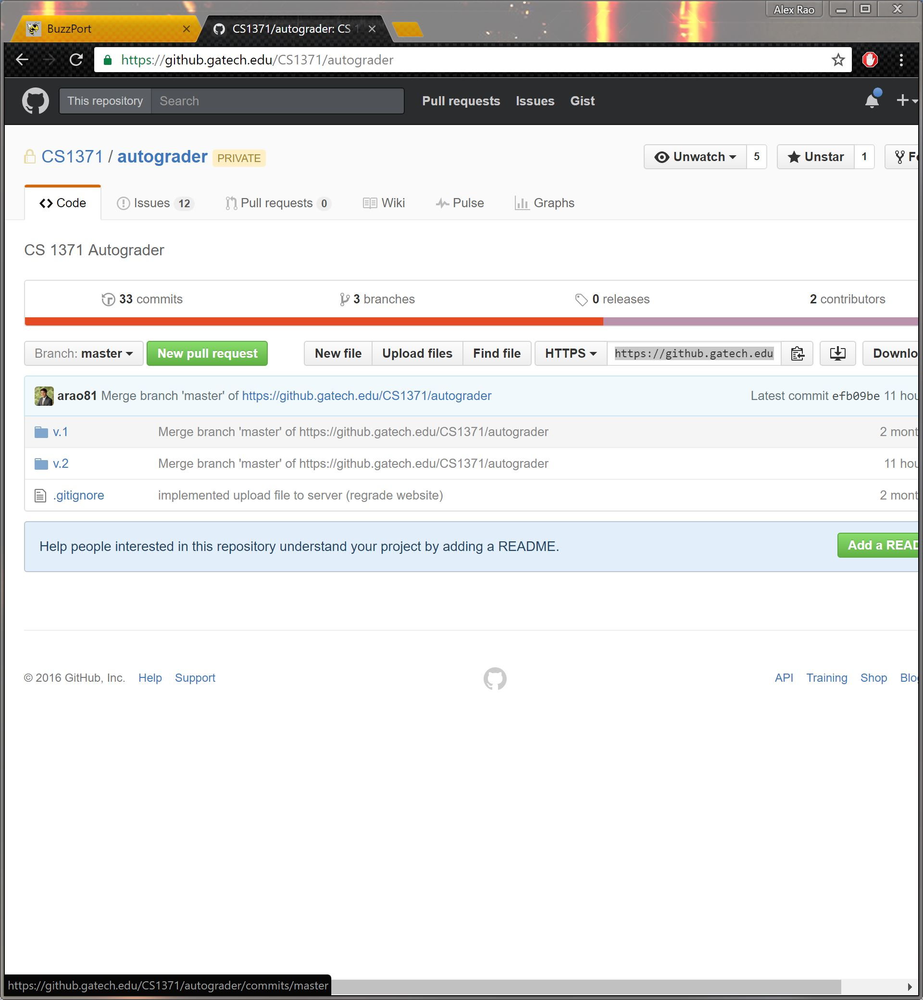 Alex Rao
BuzzPort
CS1371/autograder: CS 1
https://github.gatech.edu/CS1371/autograder
This repository Search Pull requests Issues Gist
CS1371 / autograder PRIVATE Unwatch 5 Unstar 1 Fo
Code Issues 12 Pull requests 0 Wiki Pulse Graphs
CS 1371 Autograder
33 commits 3 branches 0 releases 2 contributors
Branch: master New pull request New file Upload files Find file HTTPS https://github.gatech.edu Downlo
arao81 Merge branch 'master' of https://github.gatech.edu/CS1371/autograder Latest commit efb09be 11 hou
v.1 Merge branch 'master' of https://github.gatech.edu/CS1371/autograder 2 mont
v.2 Merge branch 'master' of https://github.gatech.edu/CS1371/autograder 11 hou
.gitignore implemented upload file to server (regrade website) 2 mont
Help people interested in this repository understand your project by adding a README. Add a READ
© 2016 GitHub, Inc. Help Support API Training Shop Blog
https://github.gatech.edu/CS1371/autograder/commits/master